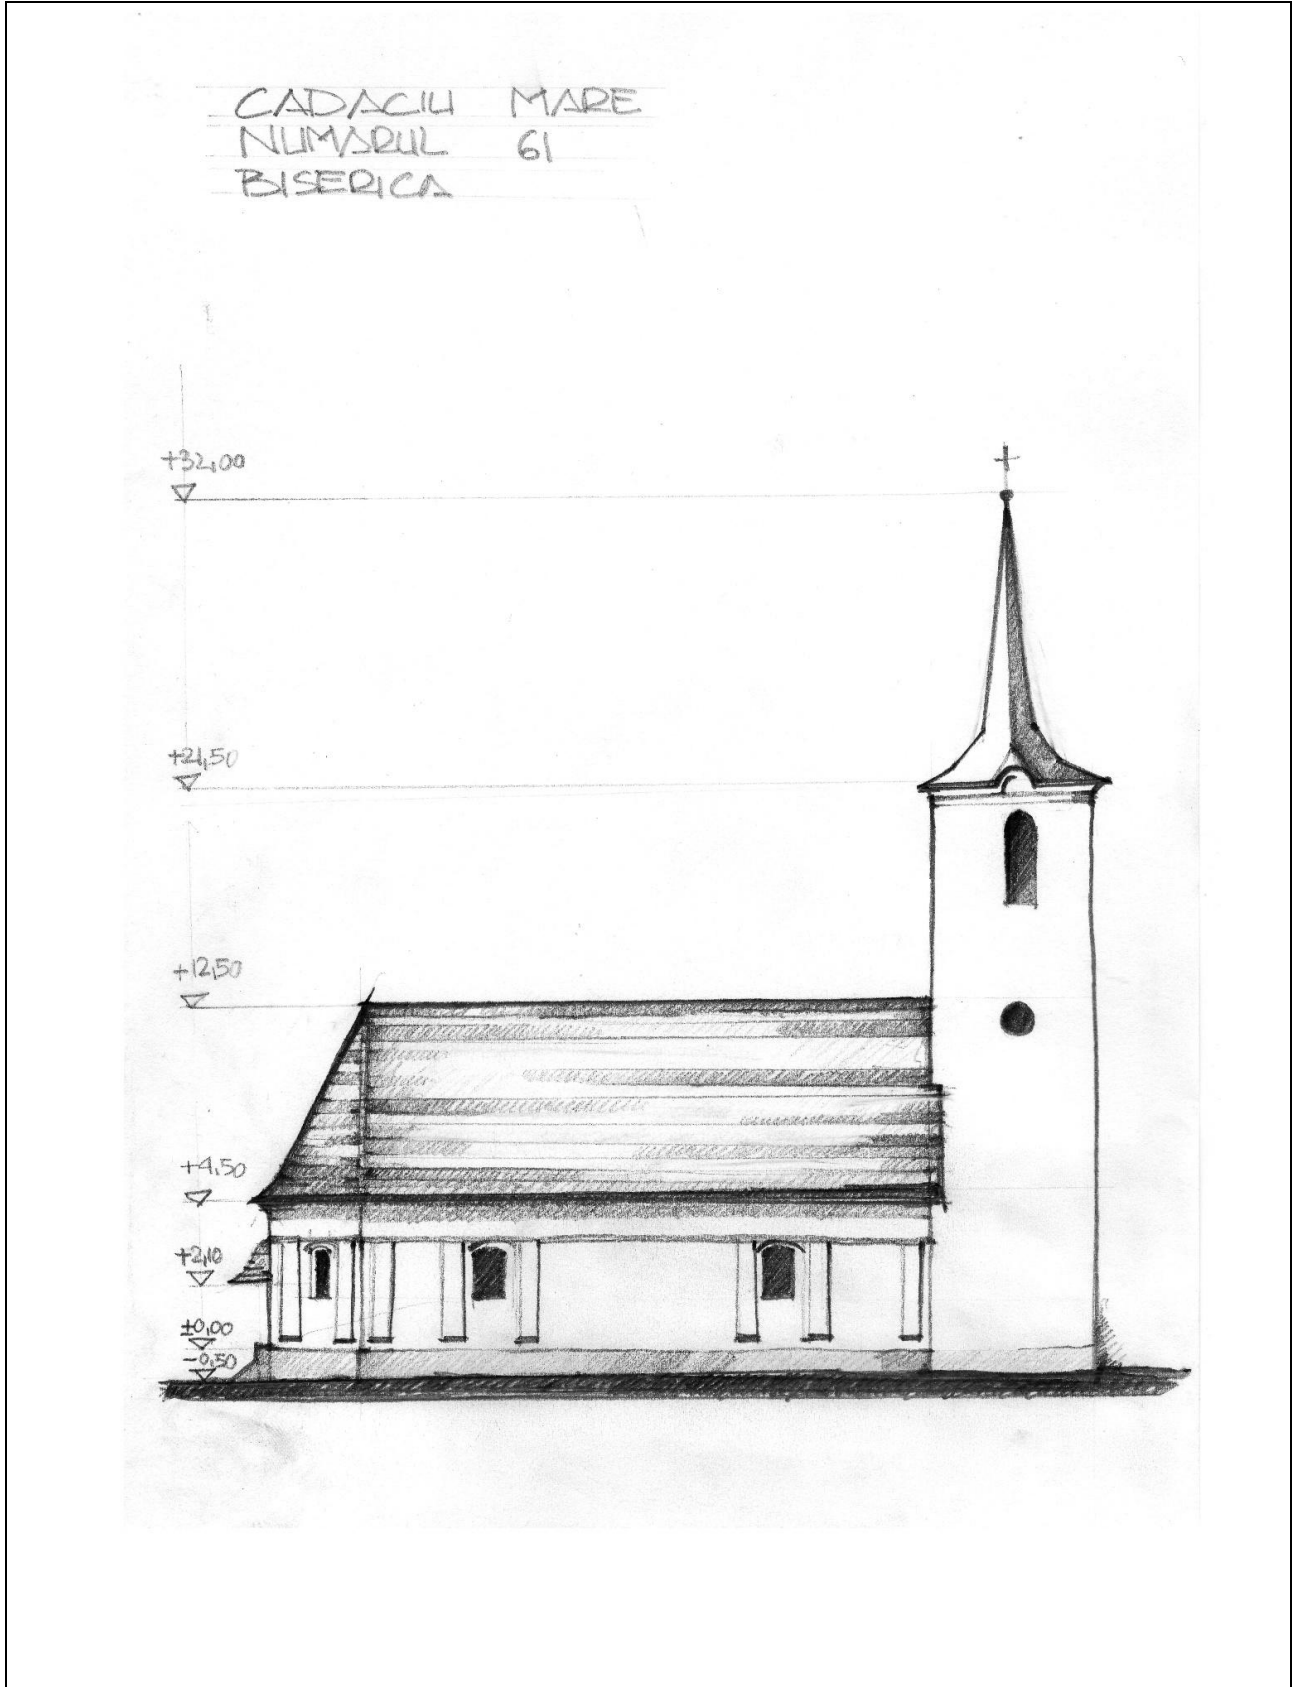 CADACIU MARE
NUMARUL 61
BISERICA
+32,00
+21,50
+12,50
+4,50
+2,10
±0,00
-0,50